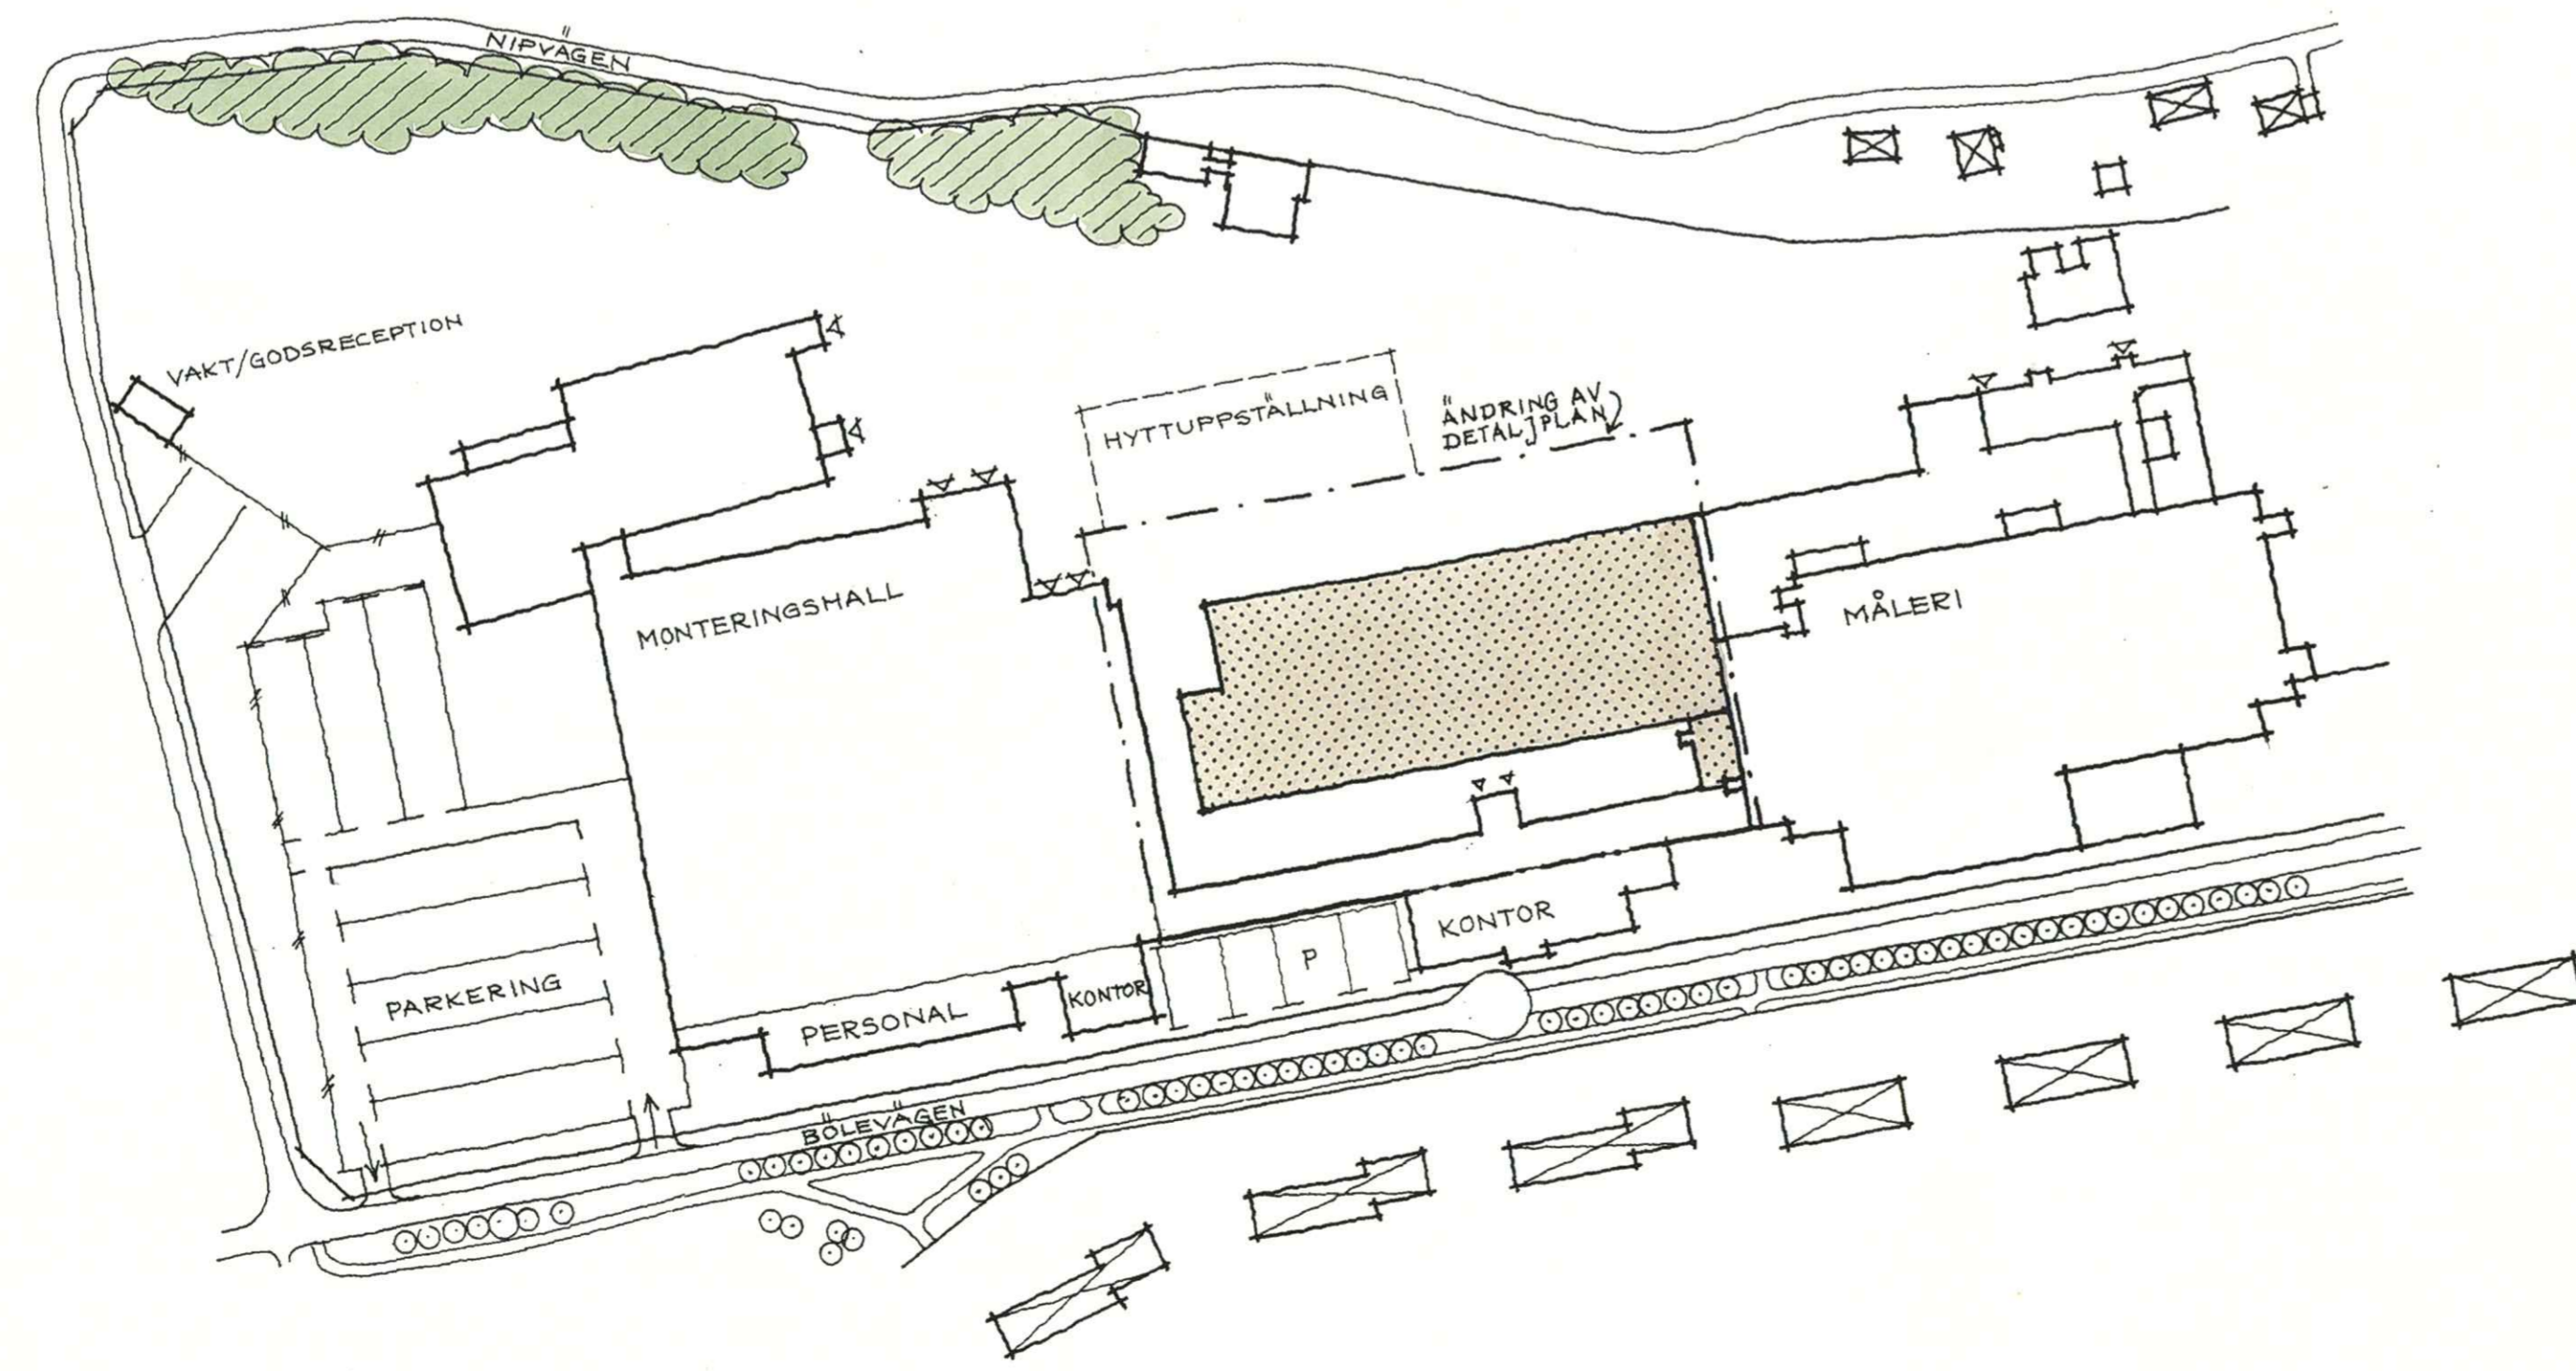 NIPVÄGEN
VAKT/GODSRECEPTION
HYTTUPPSTÄLLNING
ÄNDRING AV
DETALJPLAN
MONTERINGSHALL
MÅLERI
KONTOR
P
PARKERING
PERSONAL
KONTOR
BÖLEVÄGEN